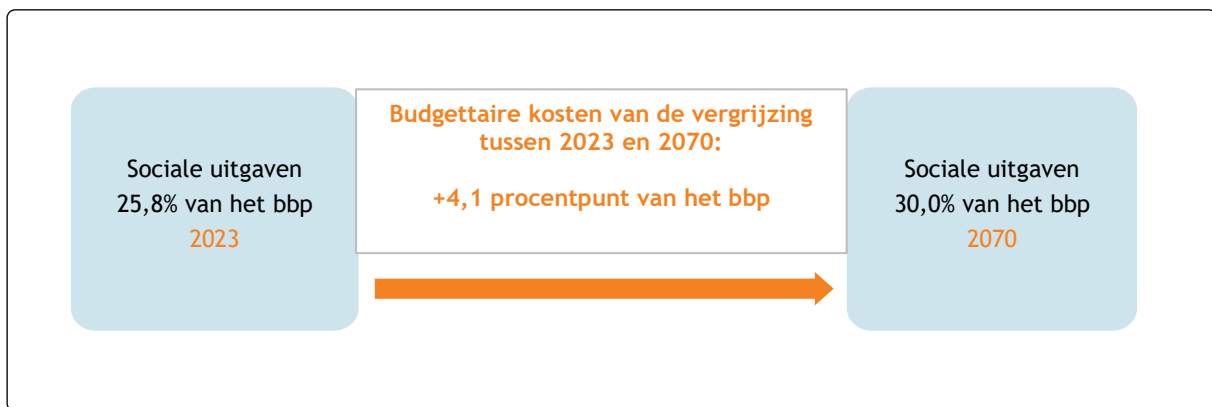 Sociale uitgaven
25,8% van het bbp
2023
Budgettaire kosten van de vergrijzing
tussen 2023 en 2070:
+4,1 procentpunt van het bbp
Sociale uitgaven
30,0% van het bbp
2070